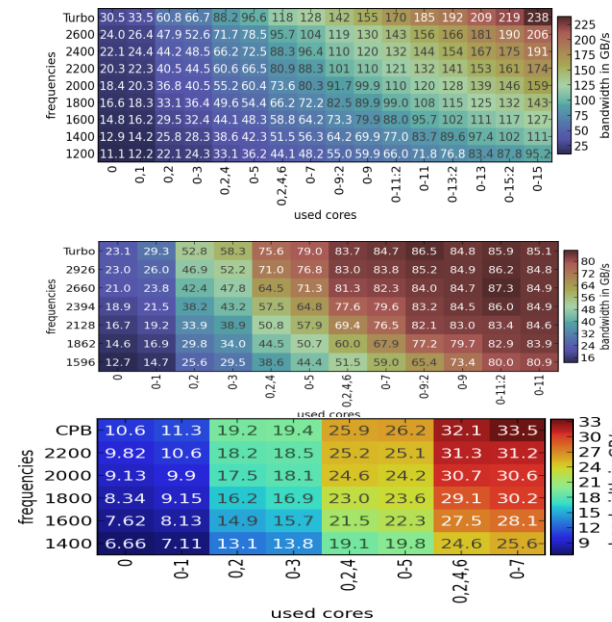 Turbo 30.5 33.5 60.8 66.7 88.2 96.6 118 128 142 155 170 185 192 209 219 238
2600 24.0 26.4 47.9 52.6 71.7 78.5 95.7 104 119 130 143 156 166 181 190 206
2400 22.1 24.4 44.2 48.5 66.2 72.5 88.3 96.4 110 120 132 144 154 167 175 191
2200 20.3 22.3 40.5 44.5 60.6 66.5 80.9 88.3 101 110 121 132 141 153 161 174
2000 18.4 20.3 36.8 40.5 55.2 60.4 73.6 80.3 91.7 99.9 110 120 128 139 146 159
1800 16.6 18.3 33.1 36.4 49.6 54.4 66.2 72.2 82.5 89.9 99.0 108 115 125 132 143
1600 14.8 16.2 29.5 32.4 44.1 48.3 58.8 64.2 73.3 79.9 88.0 95.7 102 111 117 127
1400 12.9 14.2 25.8 28.3 38.6 42.3 51.5 56.3 64.2 69.9 77.0 83.7 89.6 97.4 102 111
1200 11.1 12.2 22.1 24.3 33.1 36.2 44.1 48.2 55.0 59.9 66.0 71.8 76.8 83.4 87.8 95.2
frequencies
0 0,1 0,2 0-3 0,2,4 0-5 0,2,4,6 0-7 0-9:2 0-9 0-11:2 0-11 0-13:2 0-13 0-15:2 0-15
used cores
225
200
175
150
125
100
75
50
25
bandwidth in GB/s
Turbo 23.1 29.3 52.8 58.3 75.6 79.0 83.7 84.7 86.5 84.8 85.9 85.1
2926 23.0 26.0 46.9 52.2 71.0 76.8 83.0 83.8 85.2 84.9 86.2 84.8
2660 21.0 23.8 42.4 47.8 64.5 71.3 81.3 82.3 84.0 84.7 87.3 84.9
2394 18.9 21.5 38.2 43.2 57.5 64.8 77.6 79.6 83.2 84.5 86.0 84.9
2128 16.7 19.2 33.9 38.9 50.8 57.9 69.4 76.5 82.1 83.0 83.4 84.6
1862 14.6 16.9 29.8 34.0 44.5 50.7 60.0 67.9 77.2 79.7 82.9 83.9
1596 12.7 14.7 25.6 29.5 38.6 44.4 51.5 59.0 65.4 73.4 80.0 80.9
frequencies
0 0-1 0,2 0-3 0,2,4 0-5 0,2,4,6 0-7 0-9:2 0-9 0-11:2 0-11
used cores
80
72
64
56
48
40
32
24
16
bandwidth in GB/s
CPB 10.6 11.3 19.2 19.4 25.9 26.2 32.1 33.5
2200 9.82 10.6 18.2 18.5 25.2 25.1 31.3 31.2
2000 9.13 9.9 17.5 18.1 24.6 24.2 30.7 30.6
1800 8.34 9.15 16.2 16.9 23.0 23.6 29.1 30.2
1600 7.62 8.13 14.9 15.7 21.5 22.3 27.5 28.1
1400 6.66 7.11 13.1 13.8 19.1 19.8 24.6 25.6
frequencies
0 0-1 0,2 0-3 0,2,4 0-5 0,2,4,6 0-7
used cores
33
30
27
24
21
18
15
12
9